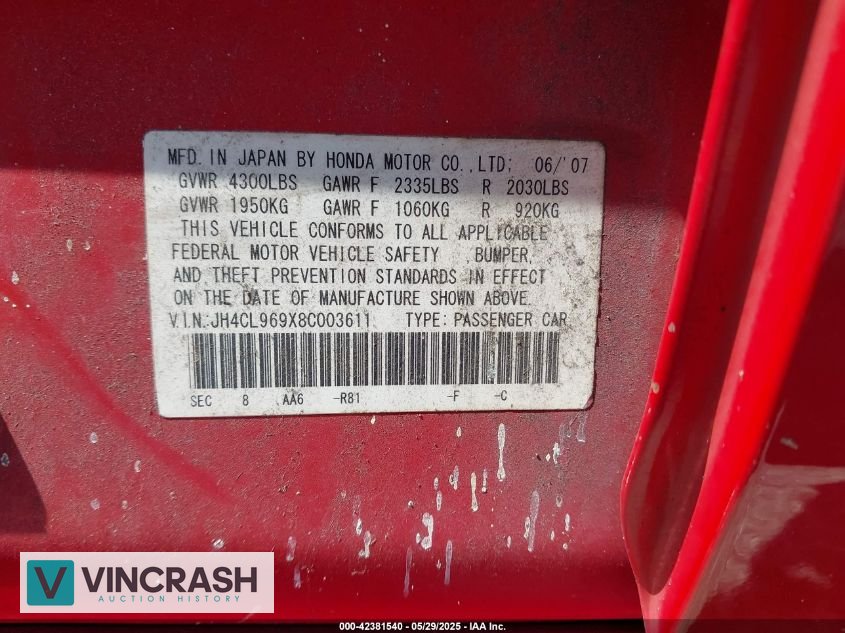 MFD. IN JAPAN BY HONDA MOTOR CO.,LTD; 06/'07
GVWR 4300LBS GAWR F 2335LBS R 2030LBS
GVWR 1950KG GAWR F 1060KG R 920KG
THIS VEHICLE CONFORMS TO ALL APPLICABLE
FEDERAL MOTOR VEHICLE SAFETY ,BUMPER,
AND THEFT PREVENTION STANDARDS IN EFFECT
ON THE DATE OF MANUFACTURE SHOWN ABOVE.
V.I.N.:JH4CL969X8C003611 TYPE: PASSENGER CAR
SEC 8 AA6 -R81 -F -C
V VINCRASH
AUCTION HISTORY
000-42381540 - 05/29/2025 - IAA Inc.